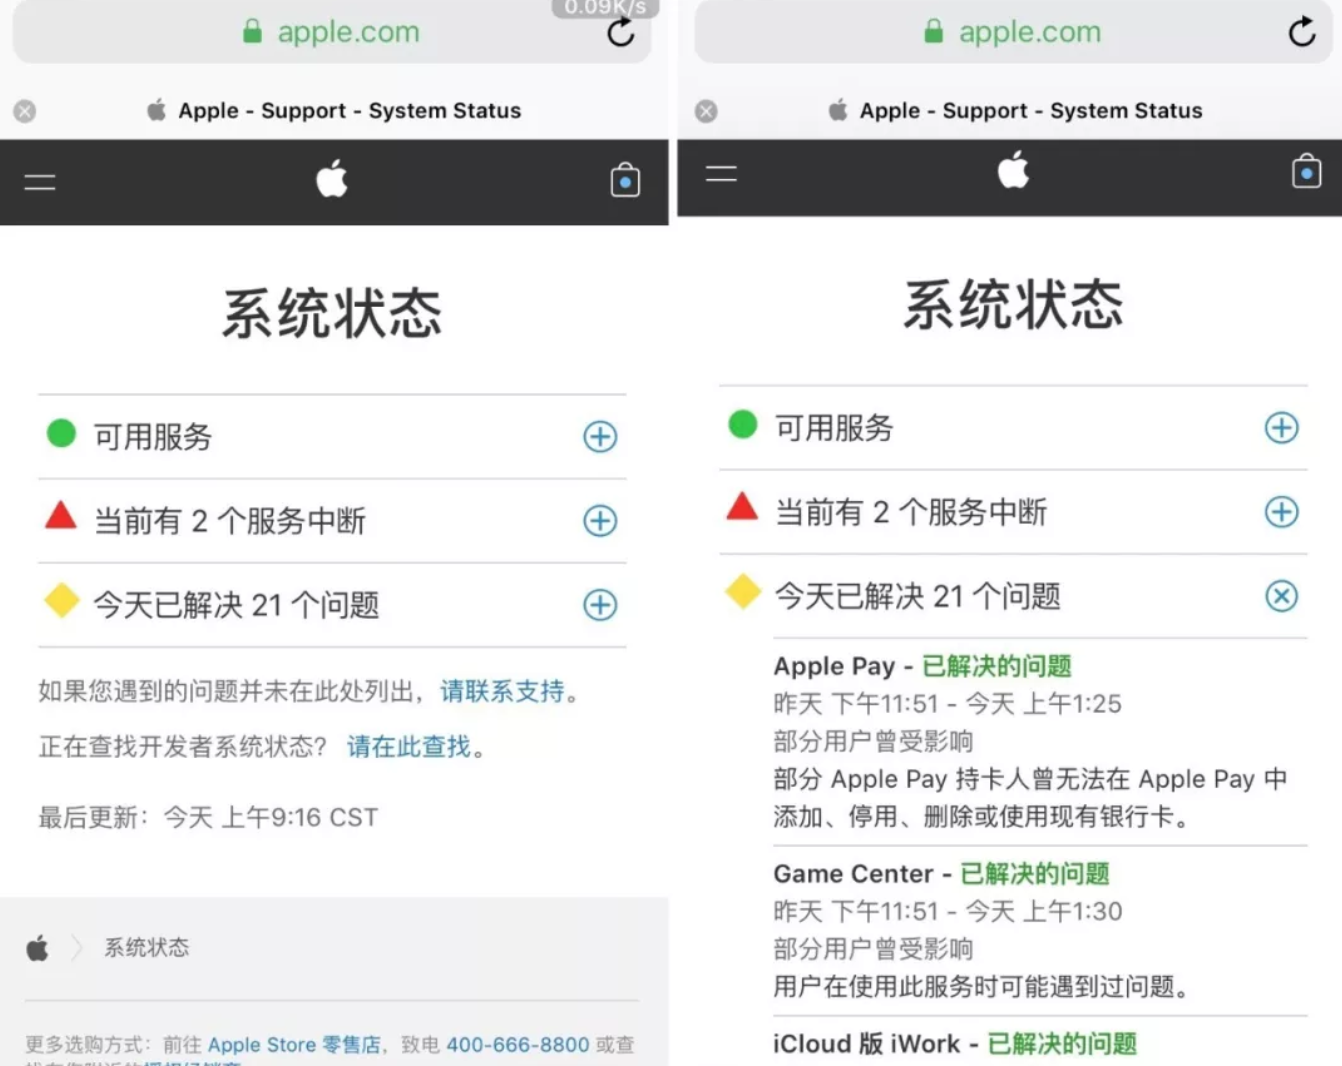 0.09K/s
apple.com
Apple - Support - System Status
系统状态
可用服务
当前有 2 个服务中断
今天已解决 21 个问题
如果您遇到的问题并未在此处列出，请联系支持。
正在查找开发者系统状态？ 请在此查找。
最后更新：今天 上午9:16 CST
系统状态
更多选购方式：前往 Apple Store 零售店，致电 400-666-8800 或查
apple.com
Apple - Support - System Status
系统状态
可用服务
当前有 2 个服务中断
今天已解决 21 个问题
Apple Pay - 已解决的问题
昨天 下午11:51 - 今天 上午1:25
部分用户曾受影响
部分 Apple Pay 持卡人曾无法在 Apple Pay 中
添加、停用、删除或使用现有银行卡。
Game Center - 已解决的问题
昨天 下午11:51 - 今天 上午1:30
部分用户曾受影响
用户在使用此服务时可能遇到过问题。
iCloud 版 iWork - 已解决的问题